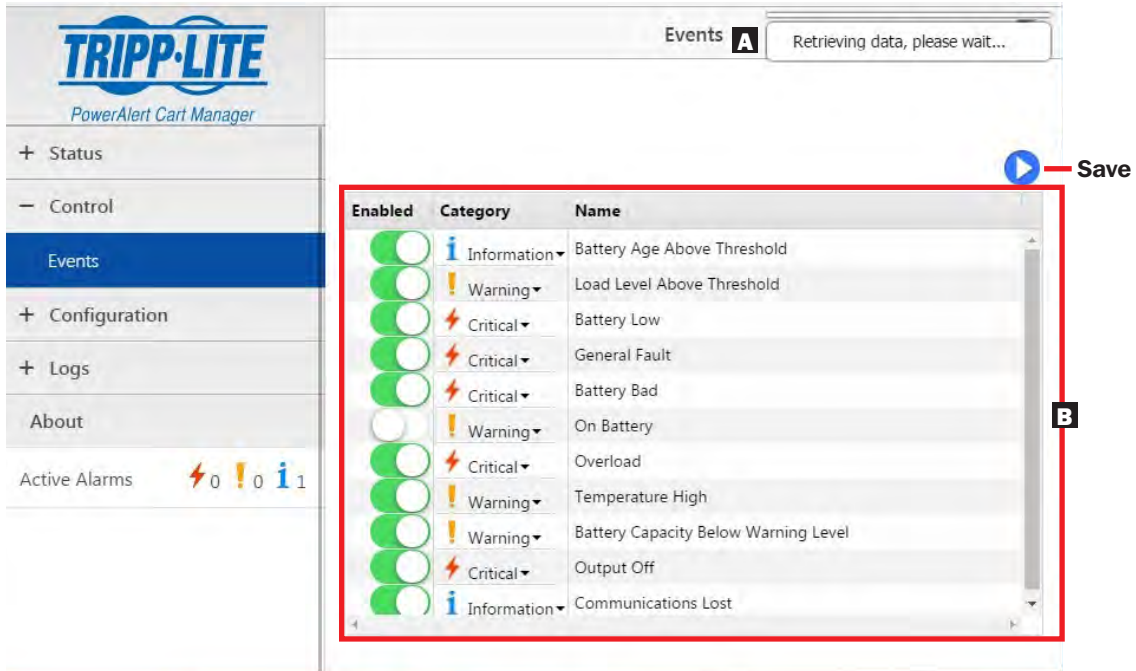 TRIPP·LITE
PowerAlert Cart Manager
+ Status
− Control
Events
+ Configuration
+ Logs
About
Active Alarms 0 0 1
Events A Retrieving data, please wait...
Save
Enabled Category Name
Information Battery Age Above Threshold
Warning Load Level Above Threshold
Critical Battery Low
Critical General Fault
Critical Battery Bad
Warning On Battery
Critical Overload
Warning Temperature High
Warning Battery Capacity Below Warning Level
Critical Output Off
Information Communications Lost
B